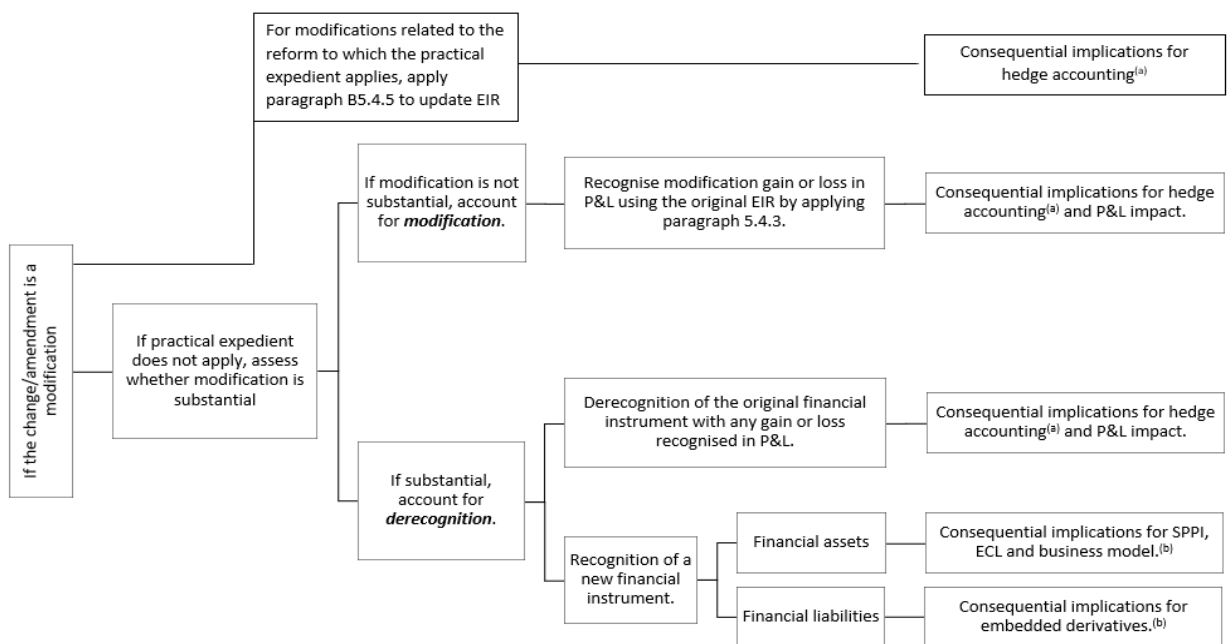 For modifications related to the
reform to which the practical
expedient applies, apply
paragraph B5.4.5 to update EIR
Consequential implications for
hedge accounting(a)
If modification is not
substantial, account
for modification.
Recognise modification gain or loss in
P&L using the original EIR by applying
paragraph 5.4.3.
Consequential implications for hedge
accounting(a) and P&L impact.
If the change/amendment is a
modification
If practical expedient
does not apply, assess
whether modification is
substantial
Derecognition of the original financial
instrument with any gain or loss
recognised in P&L.
Consequential implications for hedge
accounting(a) and P&L impact.
If substantial,
account for
derecognition.
Recognition of a
new financial
instrument.
Financial assets
Consequential implications for SPPI,
ECL and business model.(b)
Financial liabilities
Consequential implications for
embedded derivatives.(b)